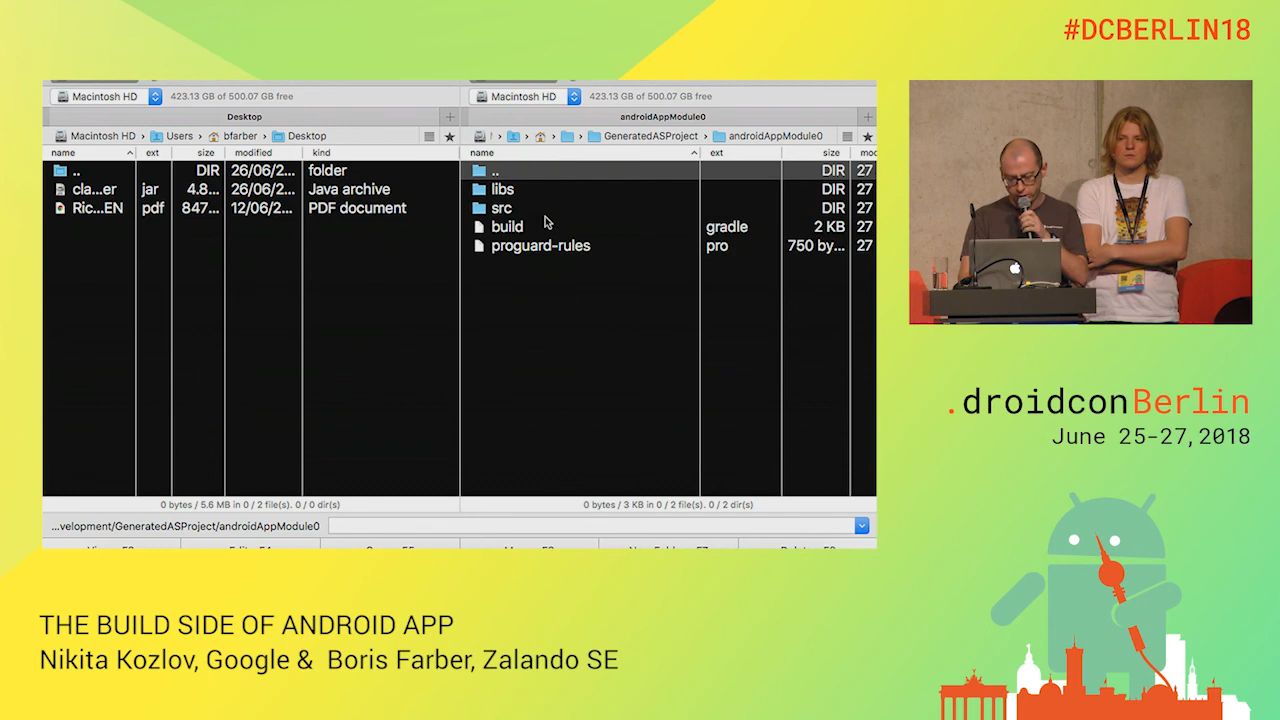 #DCBERLIN18
Macintosh HD 423.13 GB of 500.07 GB free
Macintosh HD 423.13 GB of 500.07 GB free
Desktop
androidAppModule0
Macintosh HD › Users › bfarber › Desktop
GeneratedASProject › androidAppModule0
name ext size modified kind
name ext size mod
.. DIR 26/06/2... folder
.. DIR 27
cla...er jar 4.8... 26/06/2... Java archive
libs DIR 27
Ric...EN pdf 847... 12/06/2... PDF document
src DIR 27
build gradle 2 KB 27
proguard-rules pro 750 by... 27
0 bytes / 5.6 MB in 0 / 2 file(s). 0 / 0 dir(s)
0 bytes / 3 KB in 0 / 2 file(s). 0 / 2 dir(s)
...velopment/GeneratedASProject/androidAppModule0
.droidconBerlin
June 25-27, 2018
THE BUILD SIDE OF ANDROID APP
Nikita Kozlov, Google & Boris Farber, Zalando SE